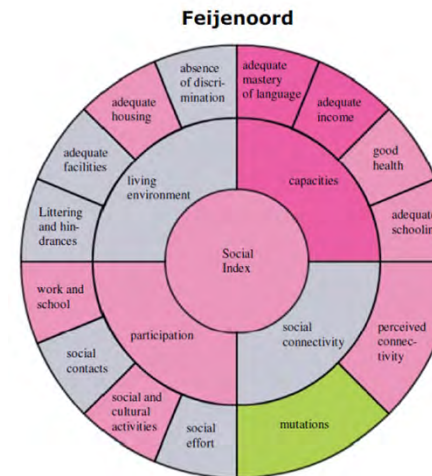 Feijenoord
absence
of discri-
mination
adequate
mastery
of language
adequate
income
good
health
adequate
schooling
capacities
adequate
housing
adequate
facilities
Littering
and hin-
drances
living
environment
Social
Index
work and
school
social
contacts
social and
cultural
activities
social
effort
participation
social
connectivity
perceived
connec-
tivity
mutations